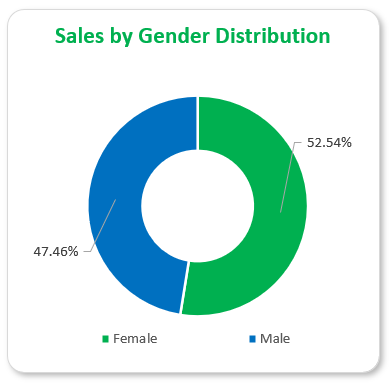 Sales by Gender Distribution
52.54%
47.46%
Female
Male